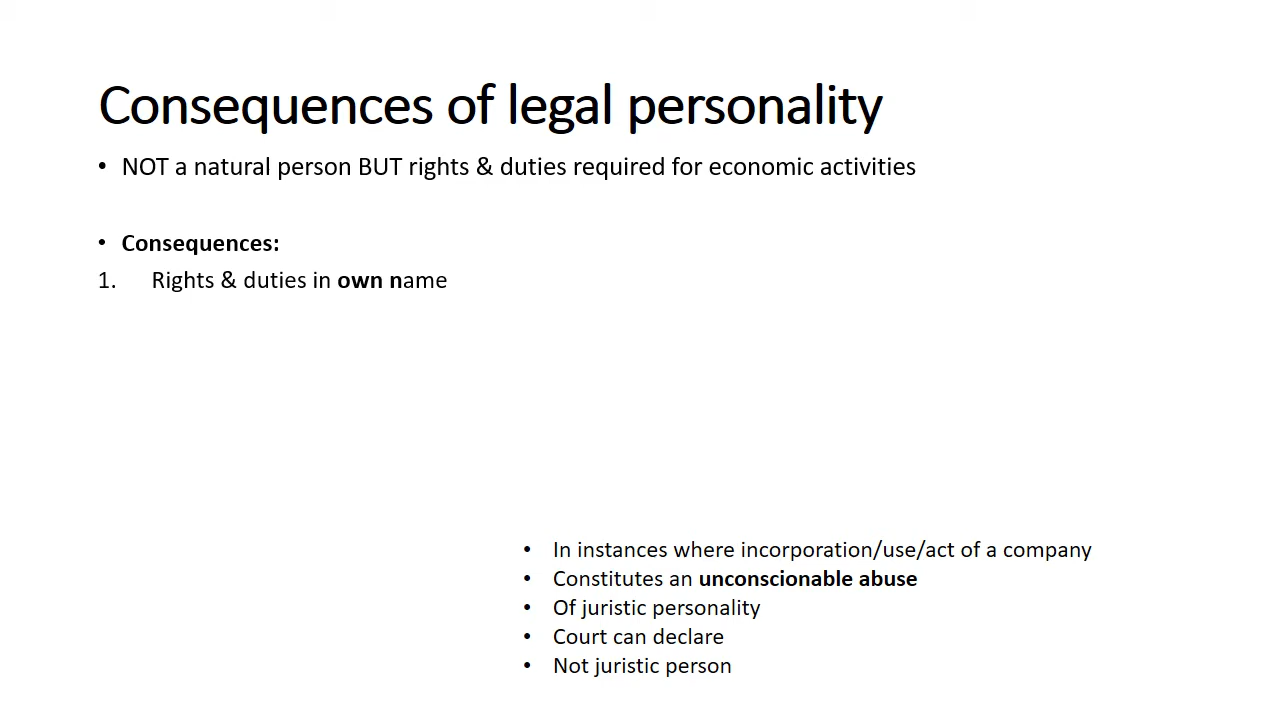 Consequences of legal personality
• NOT a natural person BUT rights & duties required for economic activities
• Consequences:
1. Rights & duties in own name
• In instances where incorporation/use/act of a company
• Constitutes an unconscionable abuse
• Of juristic personality
• Court can declare
• Not juristic person